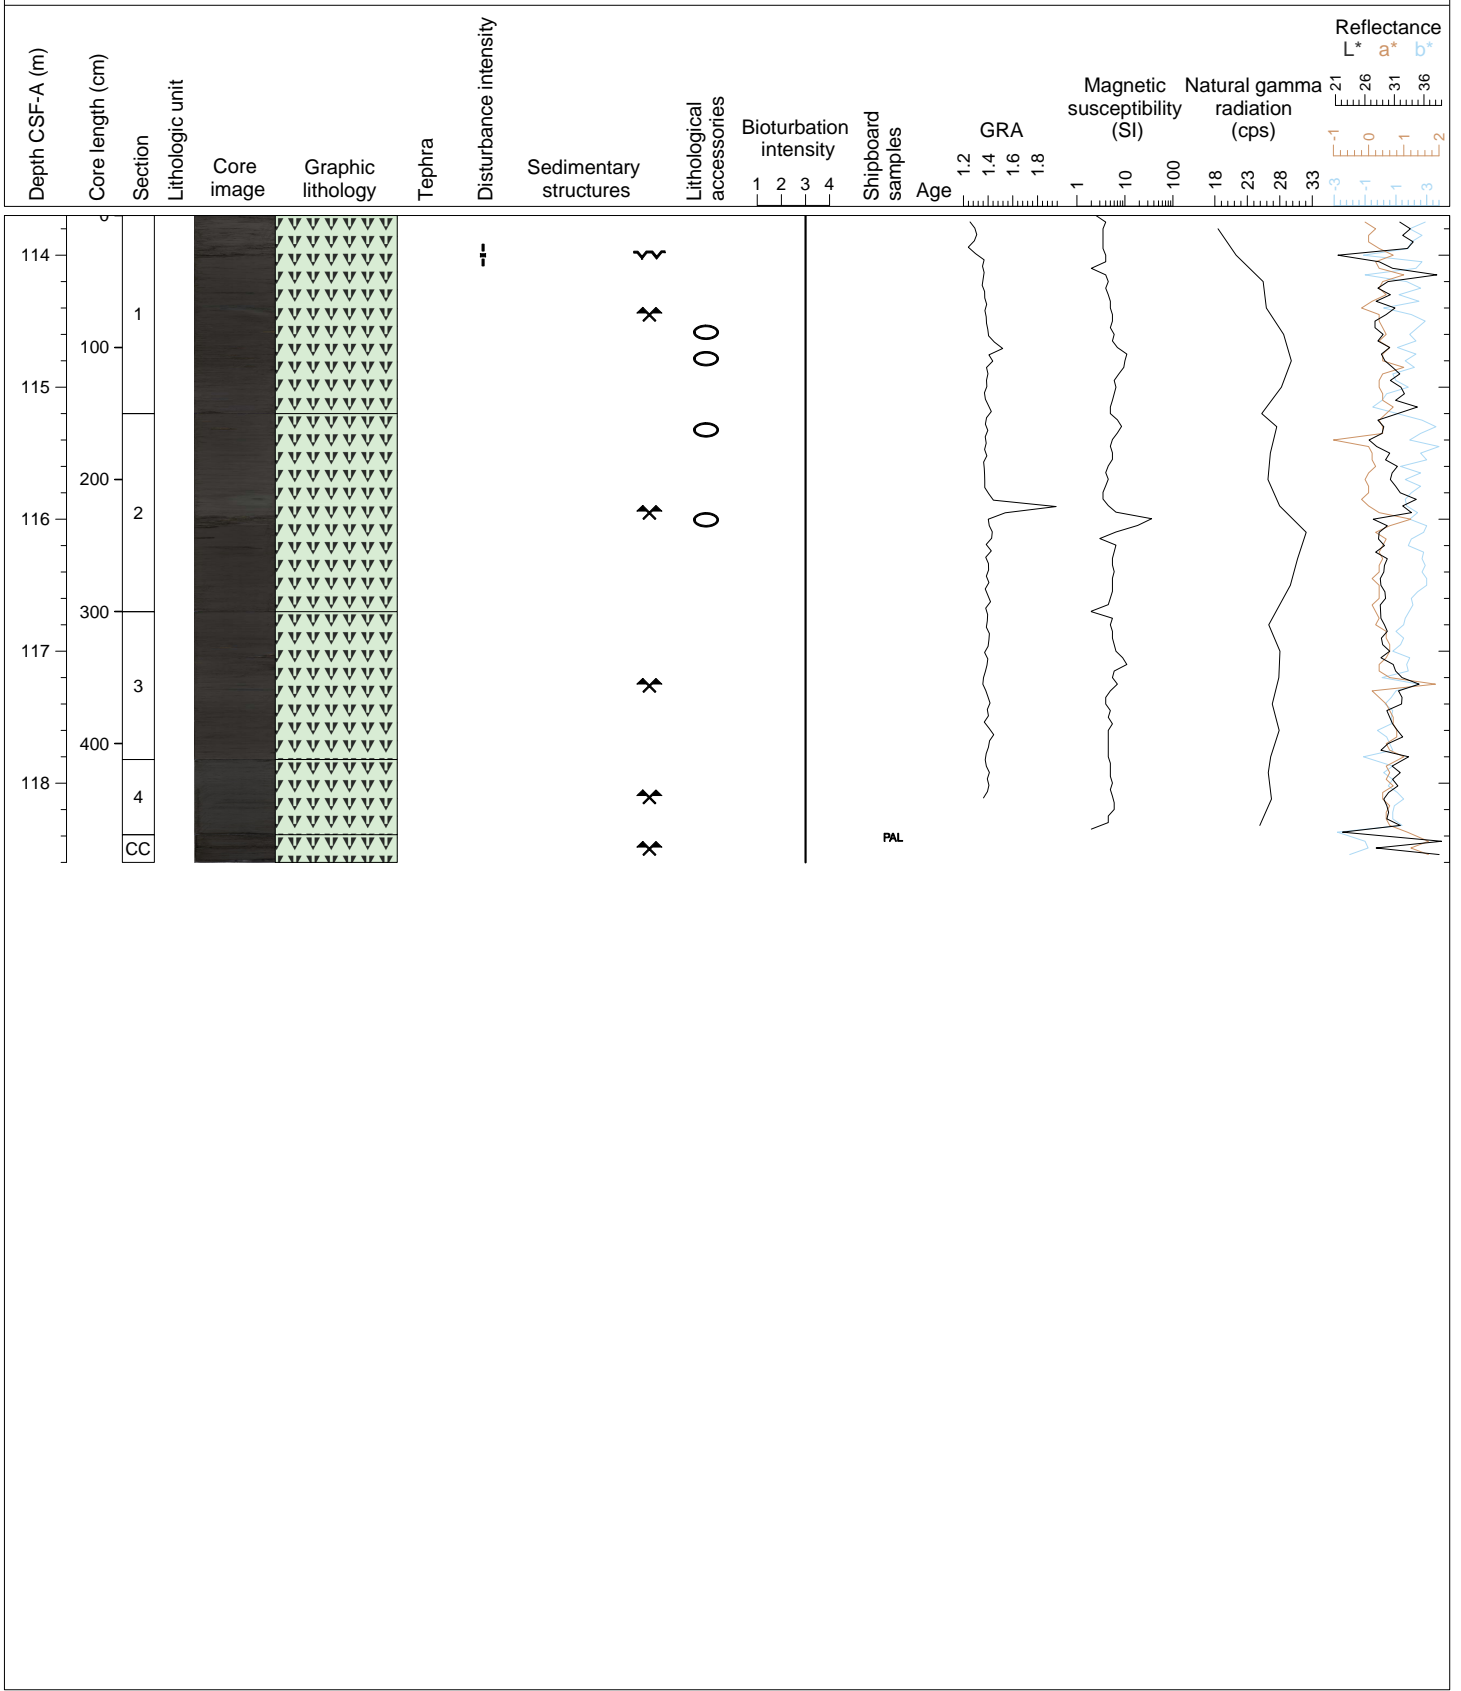 Depth CSF-A (m)
Core length (cm)
Section
Lithologic unit
Core
image
Graphic
lithology
Tephra
Disturbance intensity
Sedimentary
structures
Lithological
accessories
Bioturbation
intensity
1 2 3 4
Shipboard
samples
Age
GRA
1.2 1.4 1.6 1.8
Magnetic
susceptibility
(SI)
1 10 100
Natural gamma
radiation
(cps)
18 23 28 33
Reflectance
L* a* b*
21 26 31 36
-1 0 1 2
-3 -1 1 3
0
114
1
100
115
200
2
116
300
117
3
400
118
4
PAL
CC